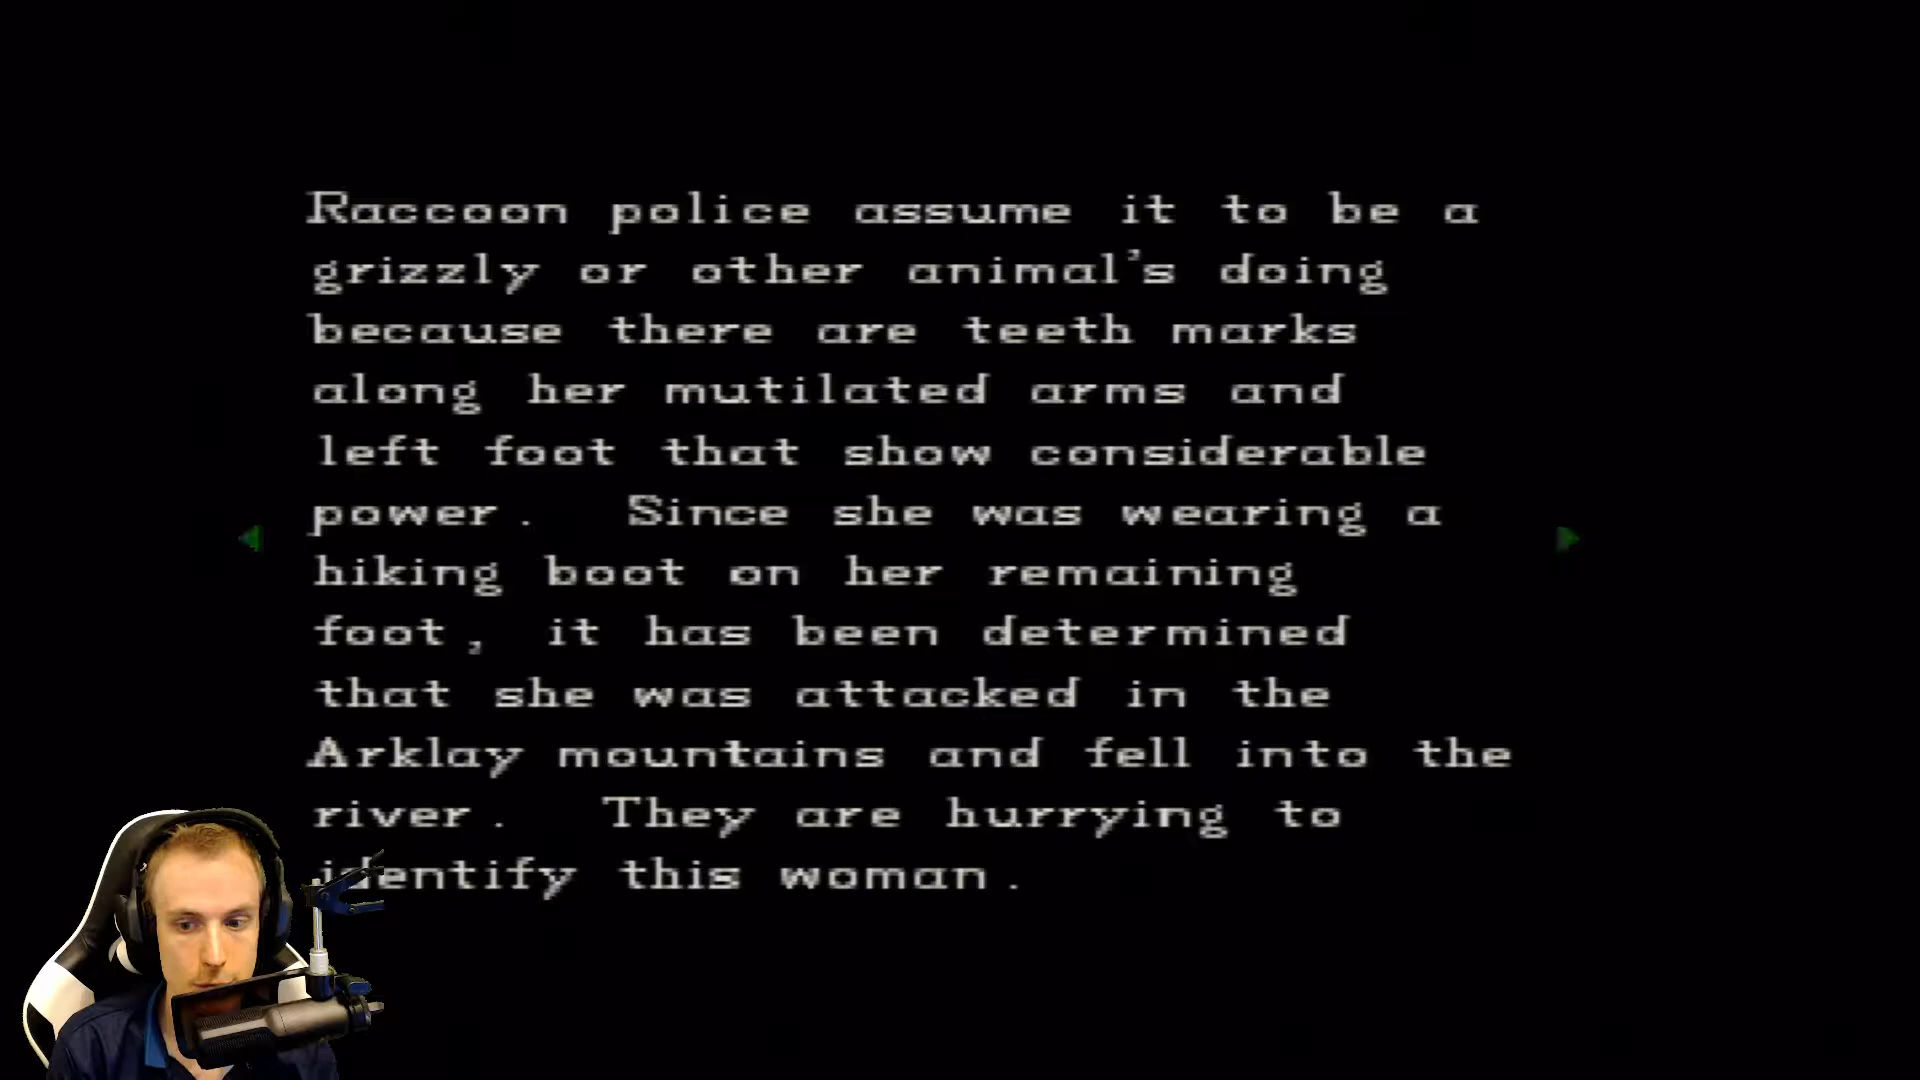 Raccoon police assume it to be a
grizzly or other animal's doing
because there are teeth marks
along her mutilated arms and
left foot that show considerable
power. Since she was wearing a
hiking boot on her remaining
foot, it has been determined
that she was attacked in the
Arklay mountains and fell into the
river. They are hurrying to
identify this woman.